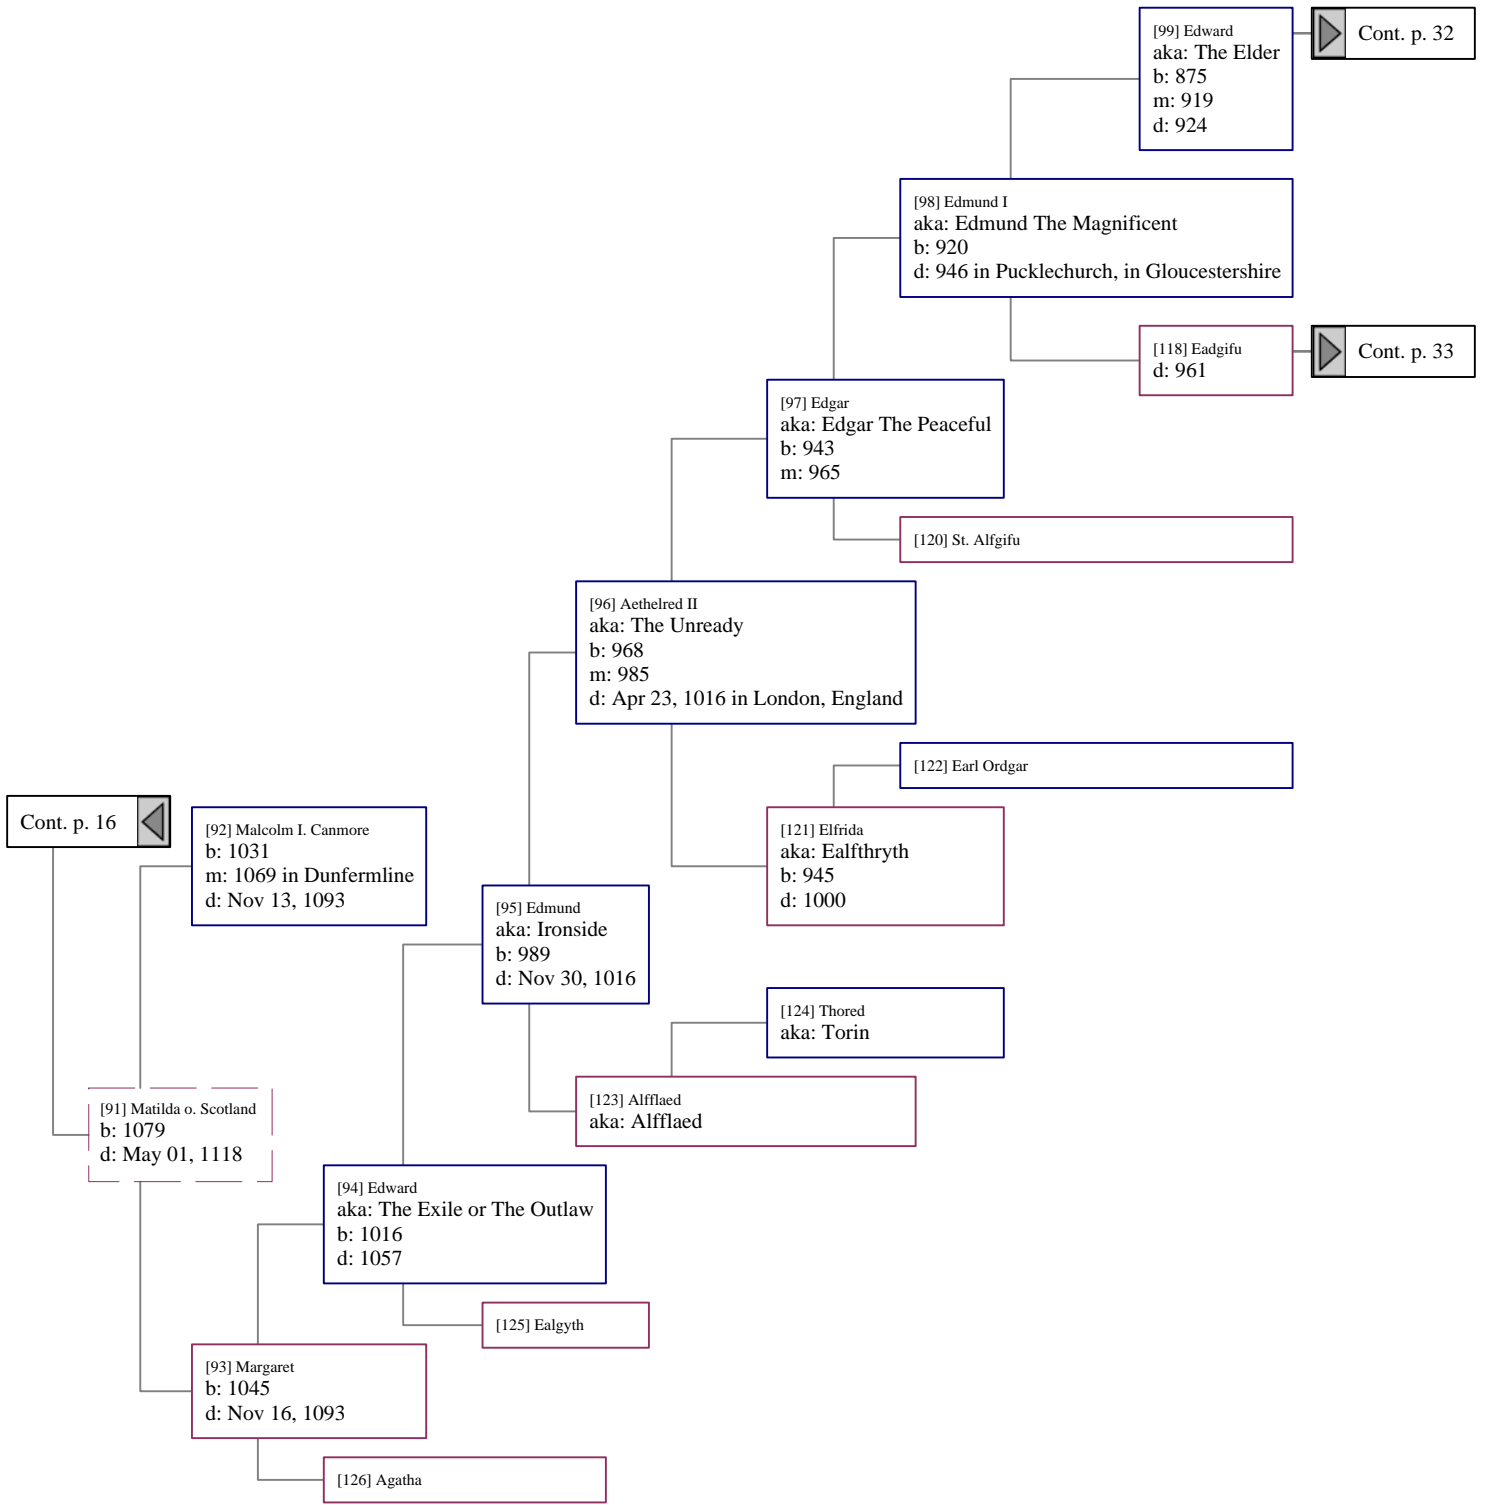 [99] Edward
aka: The Elder
b: 875
m: 919
d: 924
Cont. p. 32
[98] Edmund I
aka: Edmund The Magnificent
b: 920
d: 946 in Pucklechurch, in Gloucestershire
[118] Eadgifu
d: 961
Cont. p. 33
[97] Edgar
aka: Edgar The Peaceful
b: 943
m: 965
[120] St. Alfgifu
[96] Aethelred II
aka: The Unready
b: 968
m: 985
d: Apr 23, 1016 in London, England
[122] Earl Ordgar
Cont. p. 16
[92] Malcolm I. Canmore
b: 1031
m: 1069 in Dunfermline
d: Nov 13, 1093
[121] Elfrida
aka: Ealfthryth
b: 945
d: 1000
[95] Edmund
aka: Ironside
b: 989
d: Nov 30, 1016
[124] Thored
aka: Torin
[91] Matilda o. Scotland
b: 1079
d: May 01, 1118
[123] Alfflaed
aka: Alfflaed
[94] Edward
aka: The Exile or The Outlaw
b: 1016
d: 1057
[125] Ealgyth
[93] Margaret
b: 1045
d: Nov 16, 1093
[126] Agatha